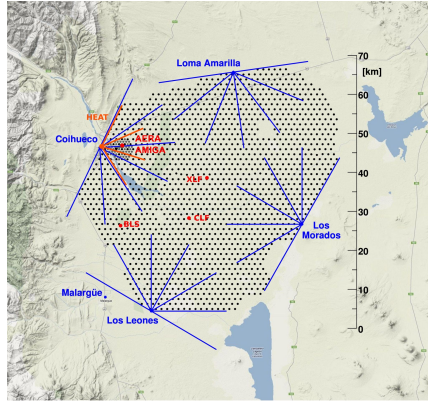 70
Loma Amarilla
[km]
60
HEAT
50
Coihueco
AERA
AMIGA
40
XLF
30
BLS
CLF
Los
Morados
20
10
Malargüe
Los Leones
0